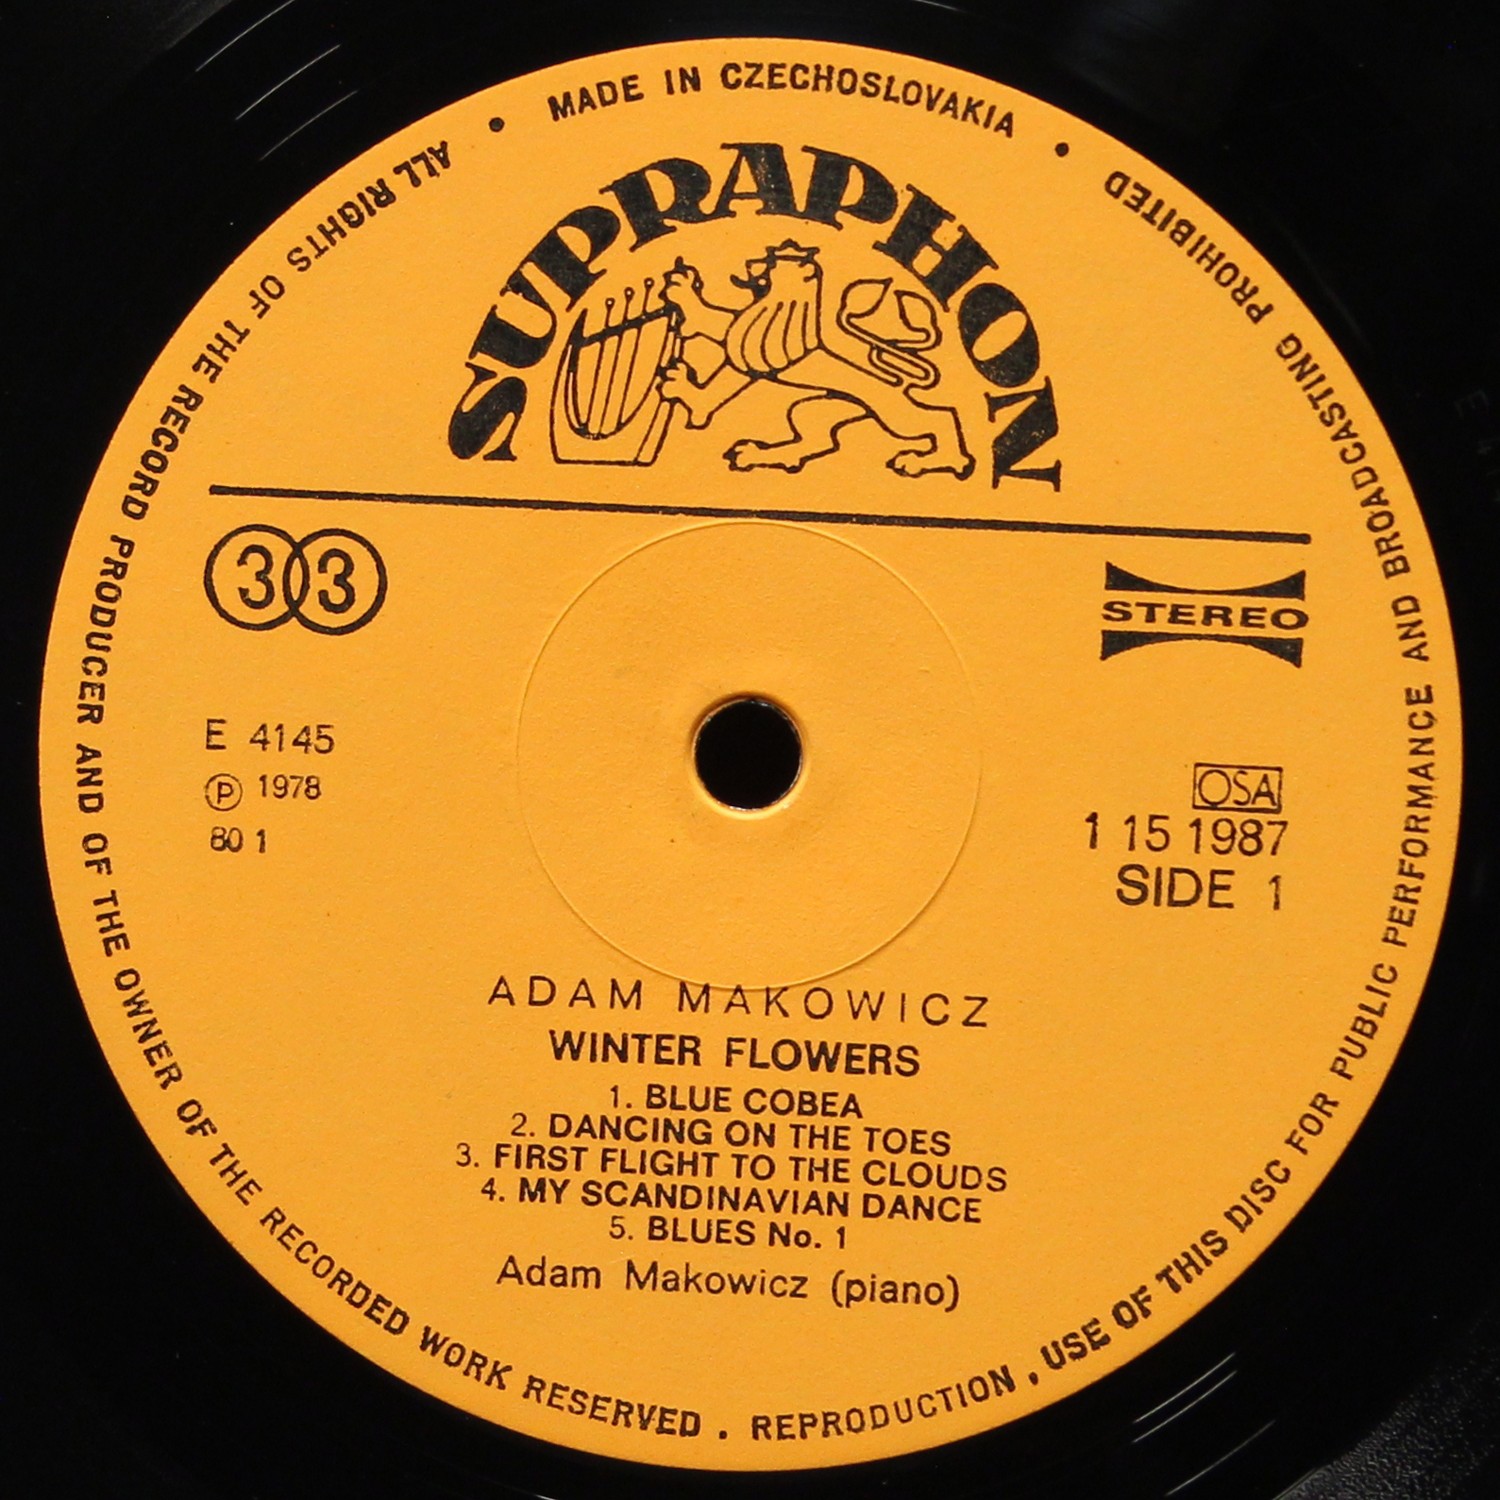 MADE IN CZECHOSLOVAKIA •
ALL RIGHTS OF THE RECORD PRODUCER AND OF THE OWNER OF THE RECORDED WORK RESERVED . REPRODUCTION , USE OF THIS DISC FOR PUBLIC PERFORMANCE AND BROADCASTING PROHIBITED •
SUPRAPHON
33
STEREO
E 4145
Ⓟ 1978
80 1
OSA
1 15 1987
SIDE 1
ADAM MAKOWICZ
WINTER FLOWERS
1. BLUE COBEA
2. DANCING ON THE TOES
3. FIRST FLIGHT TO THE CLOUDS
4. MY SCANDINAVIAN DANCE
5. BLUES No. 1
Adam Makowicz (piano)